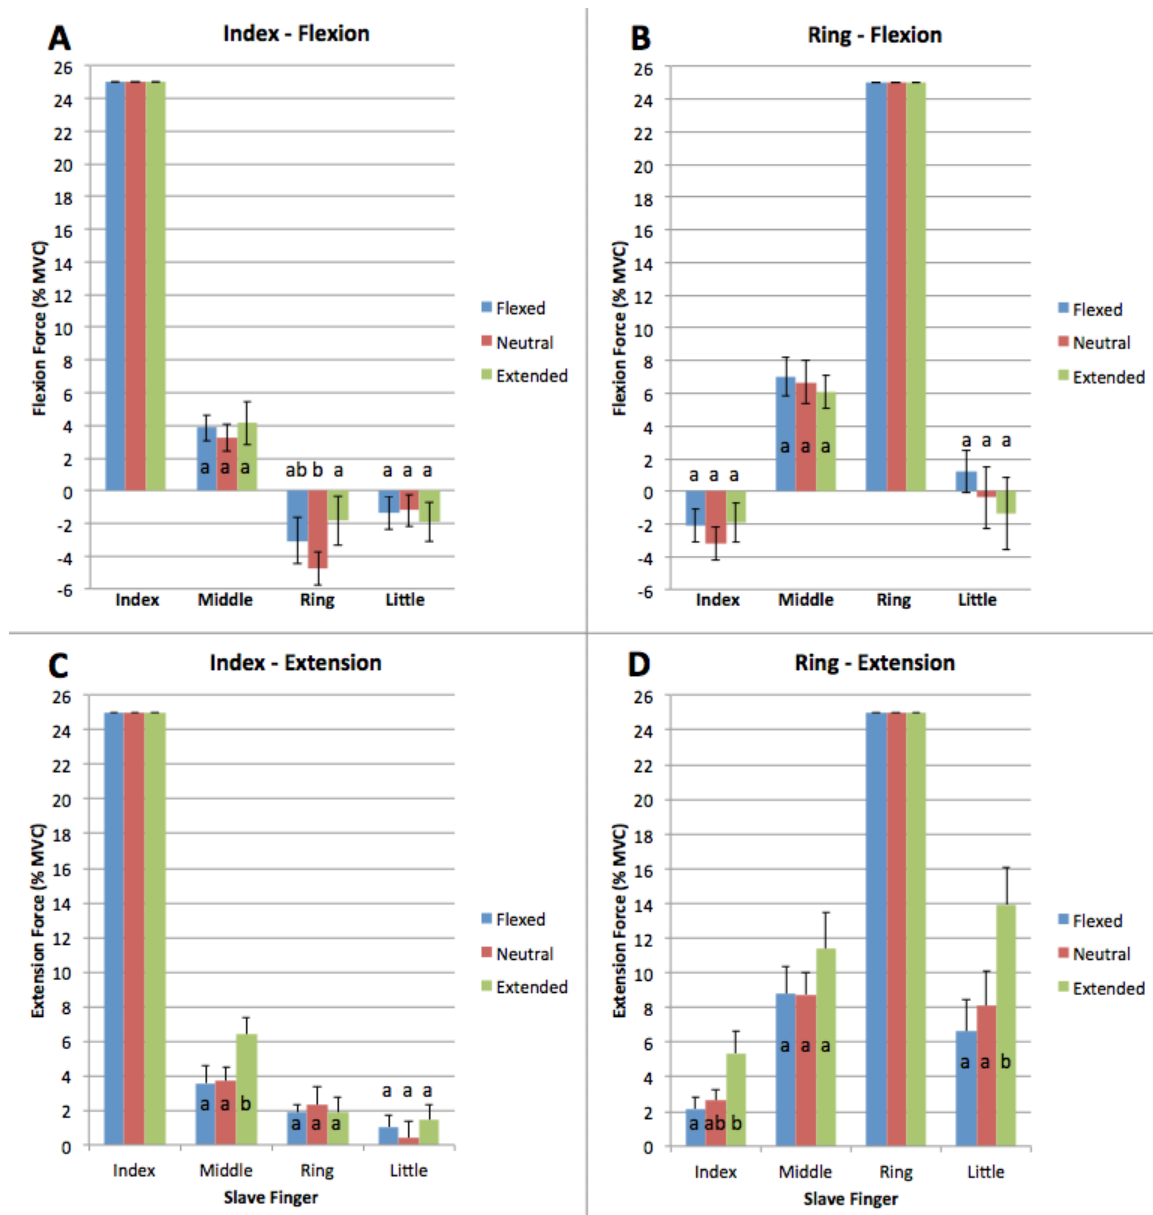 A
Index - Flexion
Flexion Force (% MVC)
26
24
22
20
18
16
14
12
10
8
6
4
2
0
-2
-4
-6
a a a
ab b a
a a a
Index Middle Ring Little
Flexed
Neutral
Extended
B
Ring - Flexion
Flexion Force (% MVC)
26
24
22
20
18
16
14
12
10
8
6
4
2
0
-2
-4
-6
a a a
a a a
a a a
Index Middle Ring Little
Flexed
Neutral
Extended
C
Index - Extension
Extension Force (% MVC)
26
24
22
20
18
16
14
12
10
8
6
4
2
0
a a b
a a a
a a a
Index Middle Ring Little
Slave Finger
Flexed
Neutral
Extended
D
Ring - Extension
Extension Force (% MVC)
26
24
22
20
18
16
14
12
10
8
6
4
2
0
a ab b
a a a
a a b
Index Middle Ring Little
Slave Finger
Flexed
Neutral
Extended